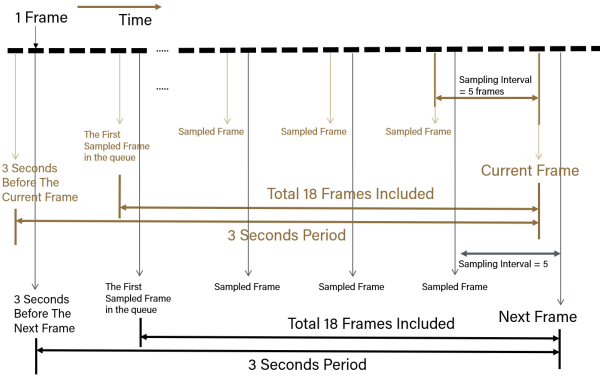 1 Frame
Time
.....
.....
Sampling Interval
= 5 frames
The First
Sampled Frame
in the queue
Sampled Frame
Sampled Frame
Sampled Frame
3 Seconds
Before The
Current Frame
Current Frame
Total 18 Frames Included
3 Seconds Period
Sampling Interval = 5
3 Seconds
Before The
Next Frame
The First
Sampled Frame
in the queue
Sampled Frame
Sampled Frame
Sampled Frame
Next Frame
Total 18 Frames Included
3 Seconds Period